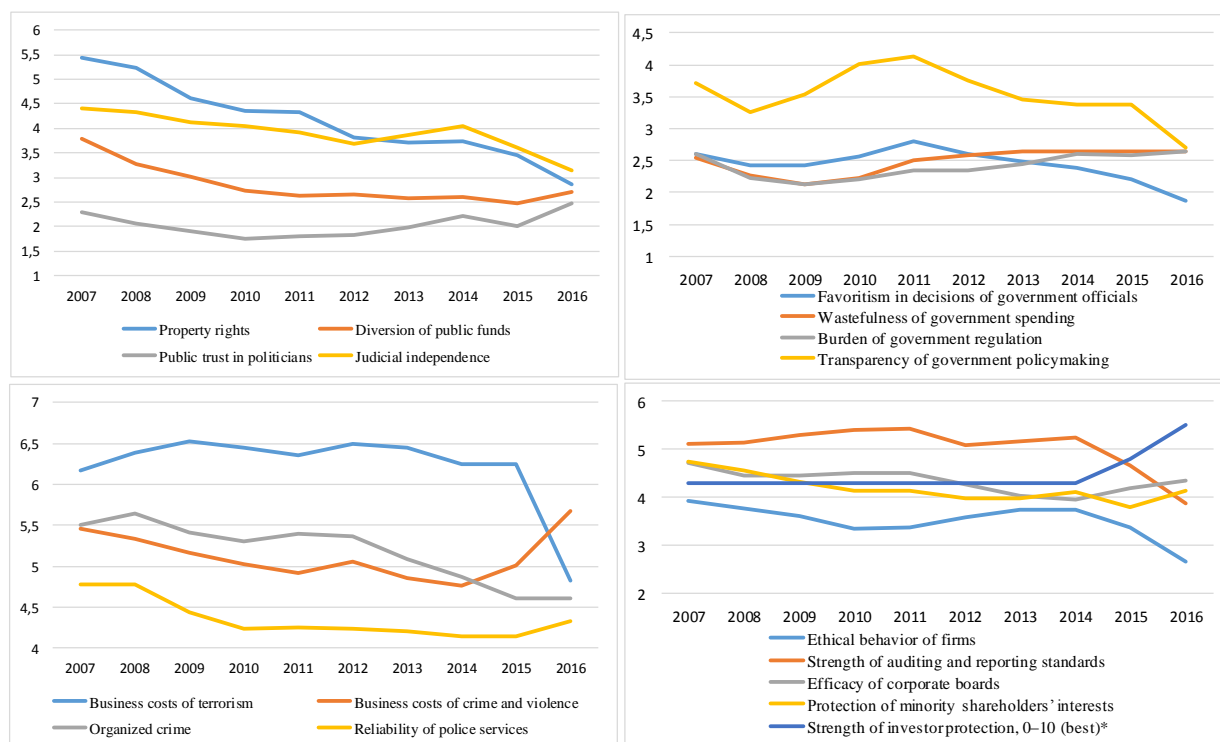 6
5,5
5
4,5
4
3,5
3
2,5
2
1,5
1
2007 2008 2009 2010 2011 2012 2013 2014 2015 2016
Property rights Diversion of public funds
Public trust in politicians Judicial independence
4,5
4
3,5
3
2,5
2
1,5
1
2007 2008 2009 2010 2011 2012 2013 2014 2015 2016
Favoritism in decisions of government officials
Wastefulness of government spending
Burden of government regulation
Transparency of government policymaking
7
6,5
6
5,5
5
4,5
4
2007 2008 2009 2010 2011 2012 2013 2014 2015 2016
Business costs of terrorism Business costs of crime and violence
Organized crime Reliability of police services
6
5
4
3
2
2007 2008 2009 2010 2011 2012 2013 2014 2015 2016
Ethical behavior of firms
Strength of auditing and reporting standards
Efficacy of corporate boards
Protection of minority shareholders’ interests
Strength of investor protection, 0–10 (best)*